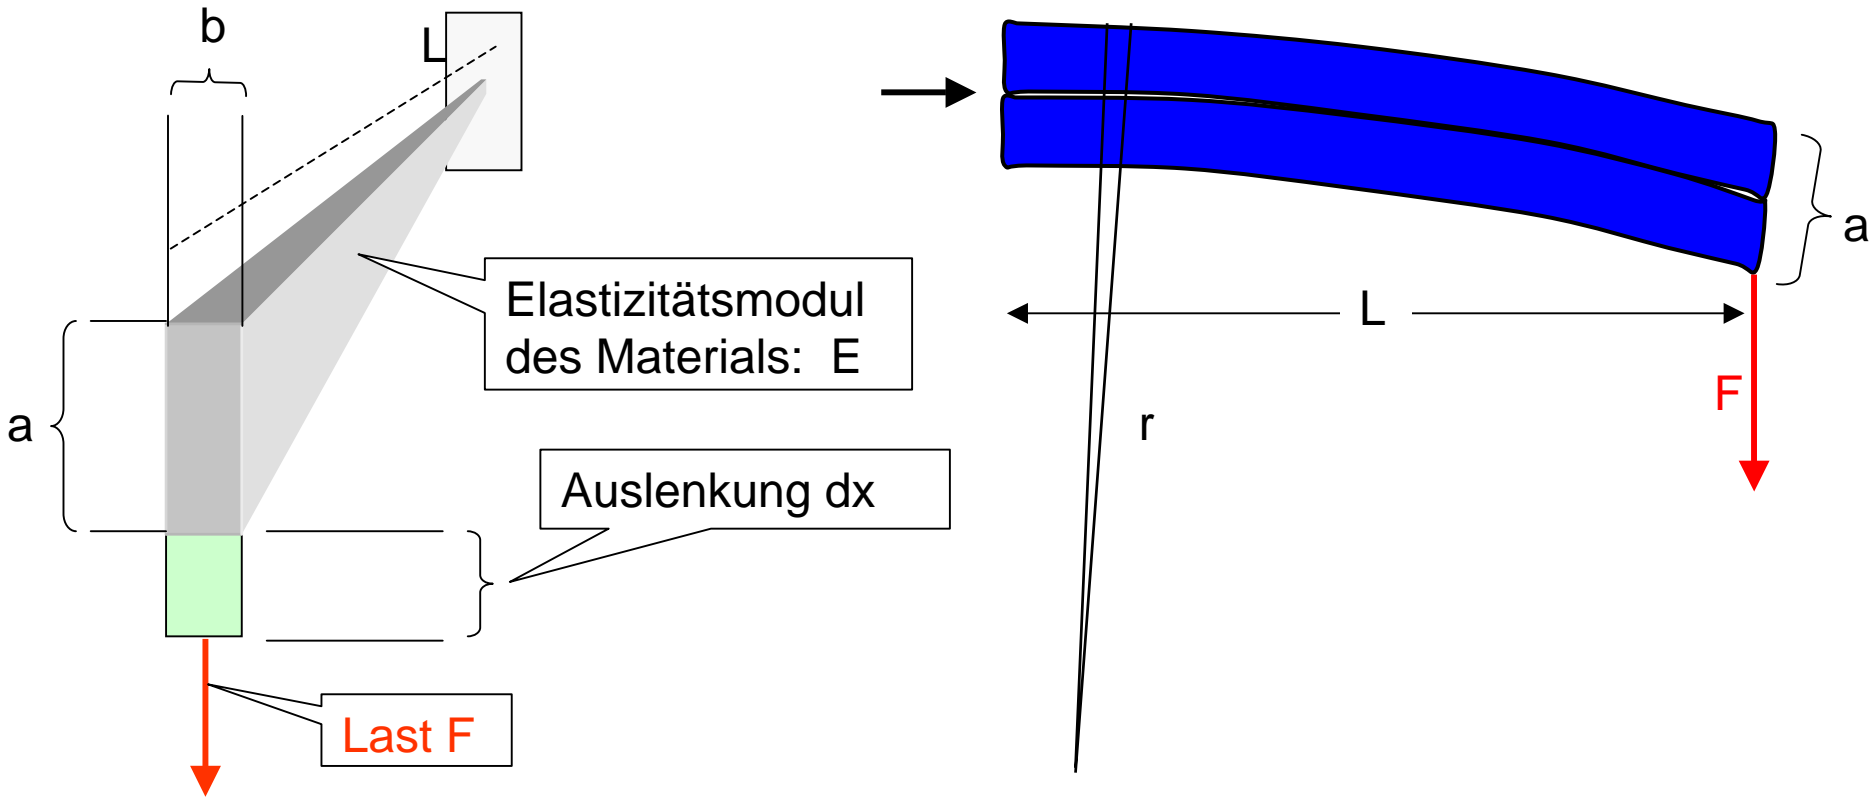 b
L
Elastizitätsmodul
des Materials: E
a
Auslenkung dx
Last F
a
L
F
r